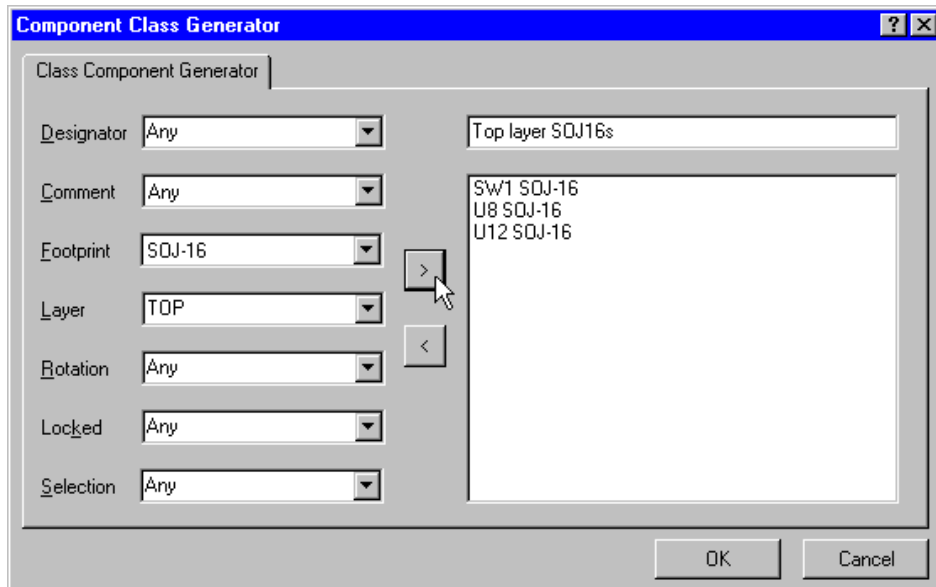 Component Class Generator
Class Component Generator
Designator Any
Top layer SOJ16s
Comment Any
SW1 SOJ-16
U8 SOJ-16
U12 SOJ-16
Footprint SOJ-16
>
Layer TOP
<
Rotation Any
Locked Any
Selection Any
OK Cancel